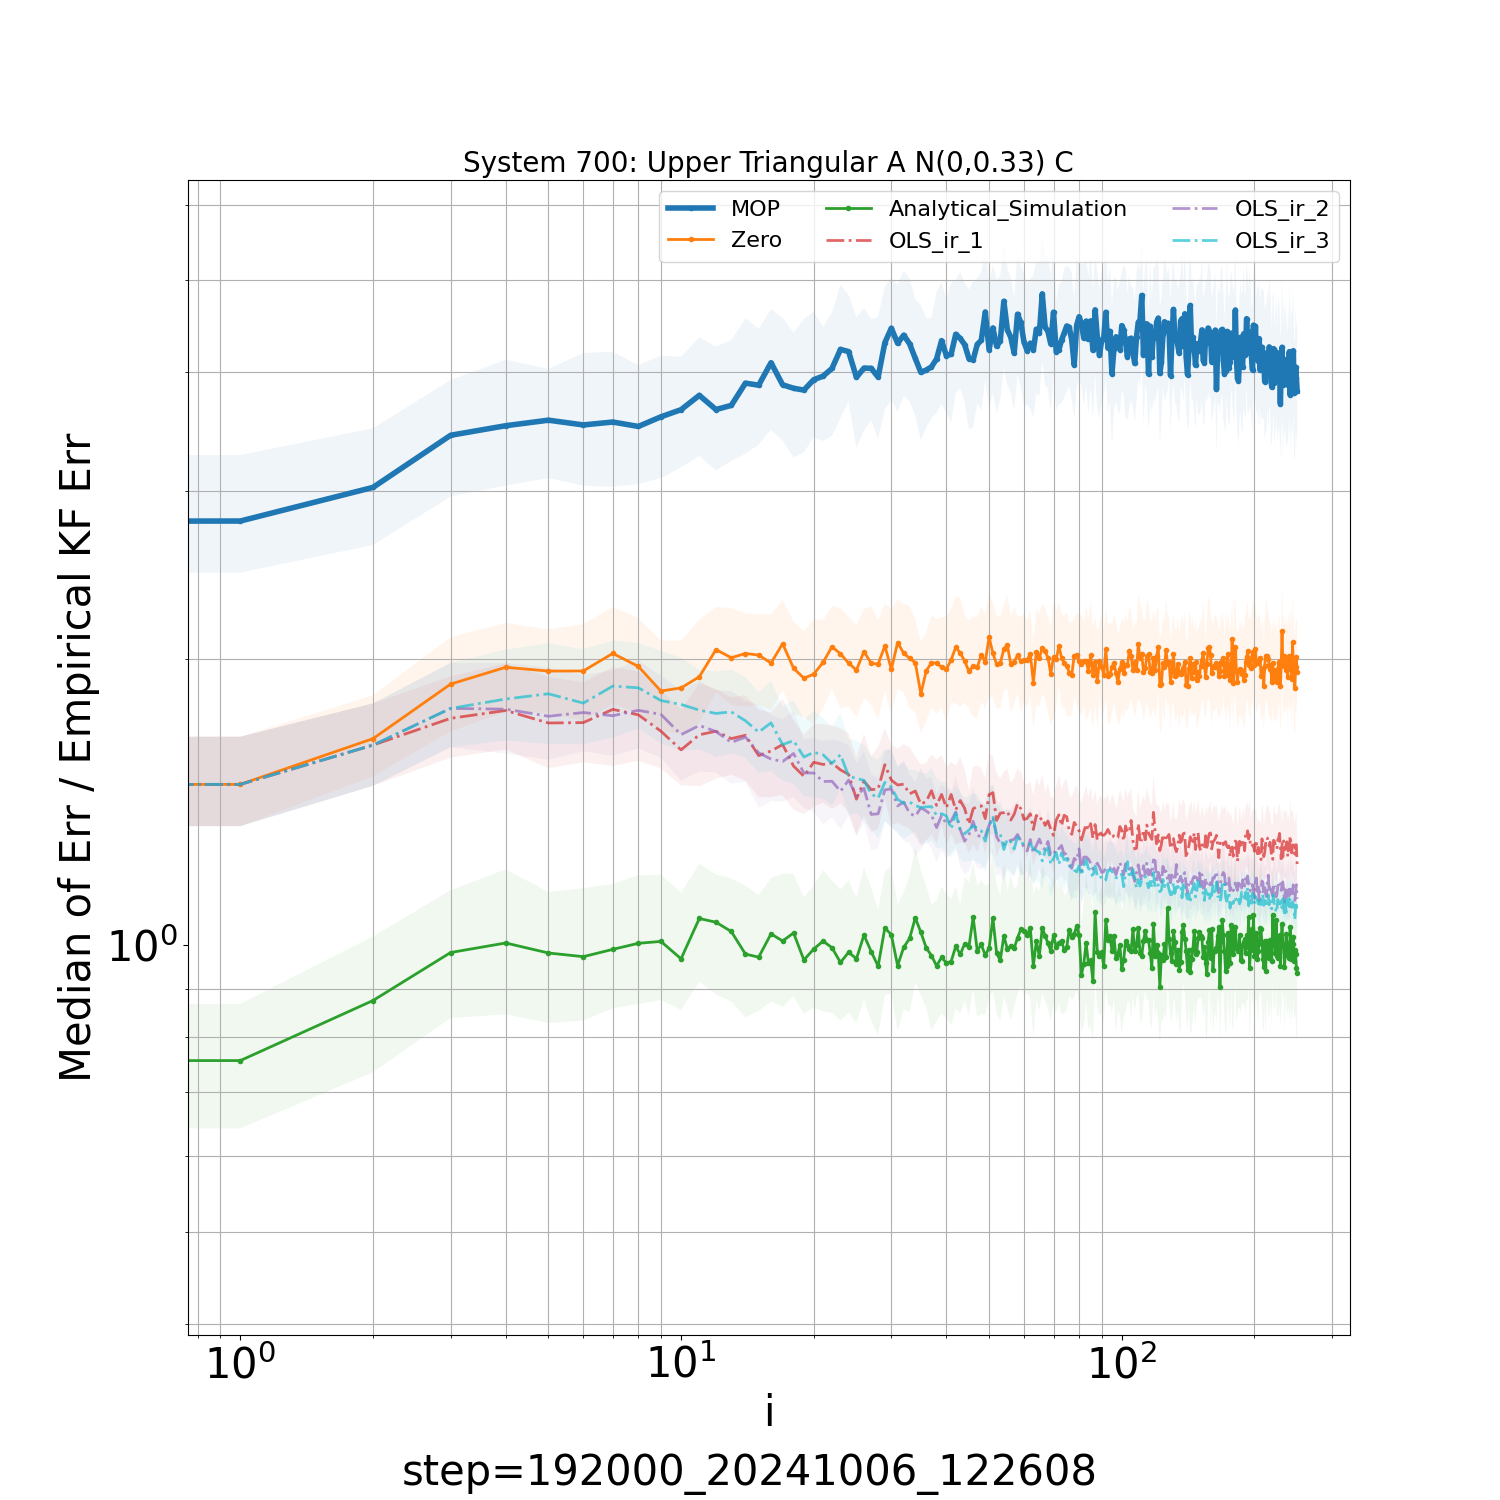 System 700: Upper Triangular A N(0,0.33) C
MOP
Zero
Analytical_Simulation
OLS_ir_1
OLS_ir_2
OLS_ir_3
Median of Err / Empirical KF Err
10⁰
10⁰ 10¹ 10²
i
step=192000_20241006_122608